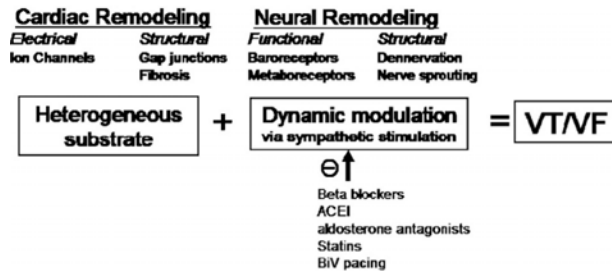 Cardiac Remodeling Neural Remodeling
Electrical Structural Functional Structural
Ion Channels Gap junctions Baroreceptors Dennervation
Fibrosis Metaboreceptors Nerve sprouting
Heterogeneous substrate + Dynamic modulation via sympathetic stimulation = VT/VF
⊖
Beta blockers
ACEI
aldosterone antagonists
Statins
BiV pacing